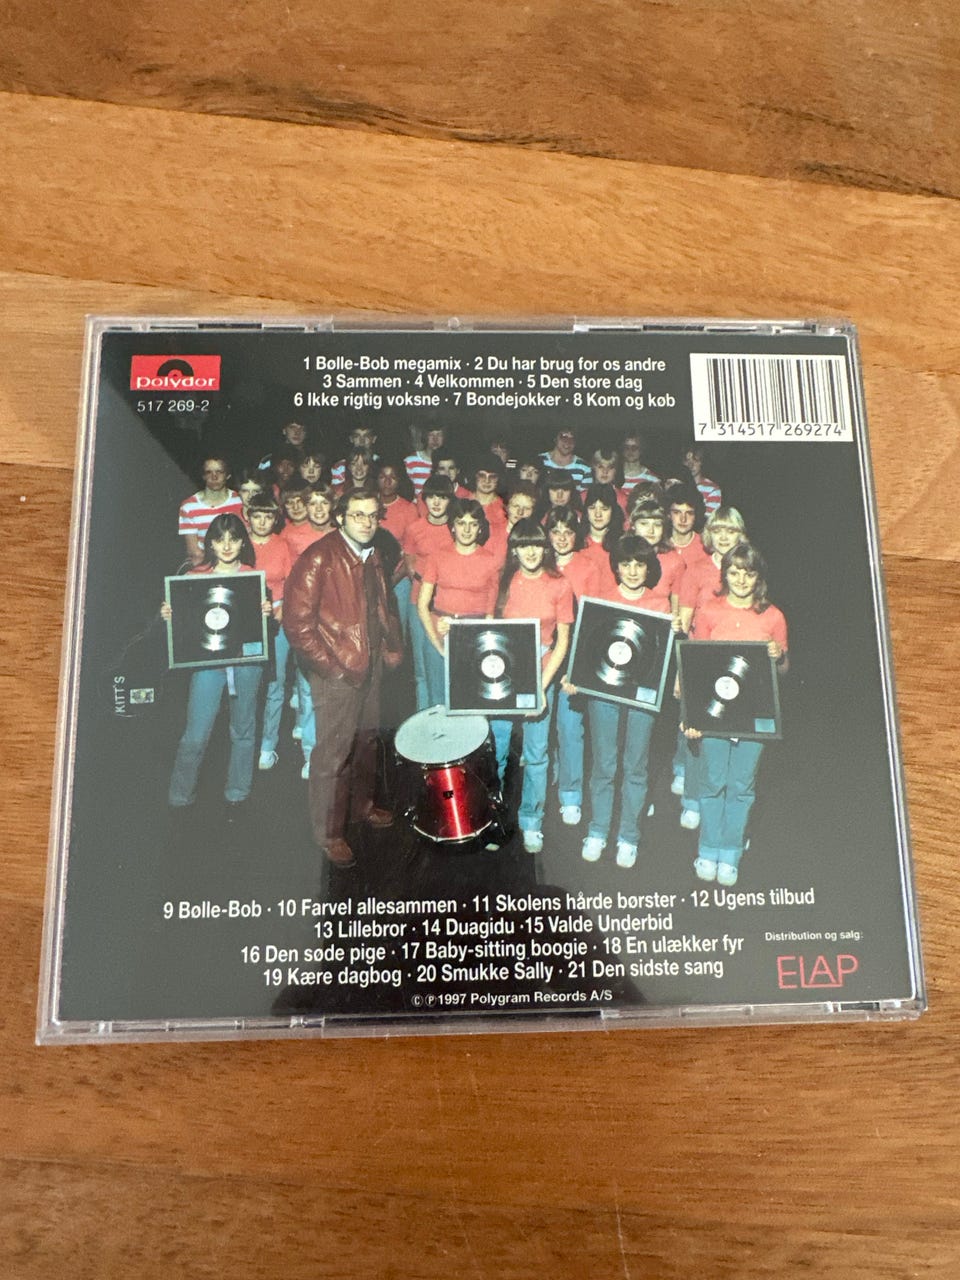 polydor
517 269-2
1 Bølle-Bob megamix · 2 Du har brug for os andre
3 Sammen · 4 Velkommen · 5 Den store dag
6 Ikke rigtig voksne · 7 Bondejokker · 8 Kom og køb
7 314517 269274
KITT'S
9 Bølle-Bob · 10 Farvel allesammen · 11 Skolens hårde børster · 12 Ugens tilbud
13 Lillebror · 14 Duagidu ·15 Valde Underbid
16 Den søde pige · 17 Baby-sitting boogie · 18 En ulækker fyr
19 Kære dagbog · 20 Smukke Sally · 21 Den sidste sang
Distribution og salg:
ELAP
©℗1997 Polygram Records A/S